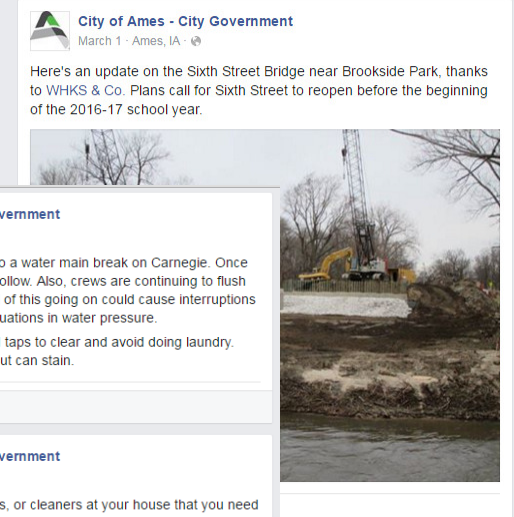 City of Ames - City Government
March 1 · Ames, IA ·
Here's an update on the Sixth Street Bridge near Brookside Park, thanks
to WHKS & Co. Plans call for Sixth Street to reopen before the beginning
of the 2016-17 school year.
vernment
o a water main break on Carnegie. Once
ollow. Also, crews are continuing to flush
of this going on could cause interruptions
uations in water pressure.
taps to clear and avoid doing laundry.
ut can stain.
vernment
s, or cleaners at your house that you need